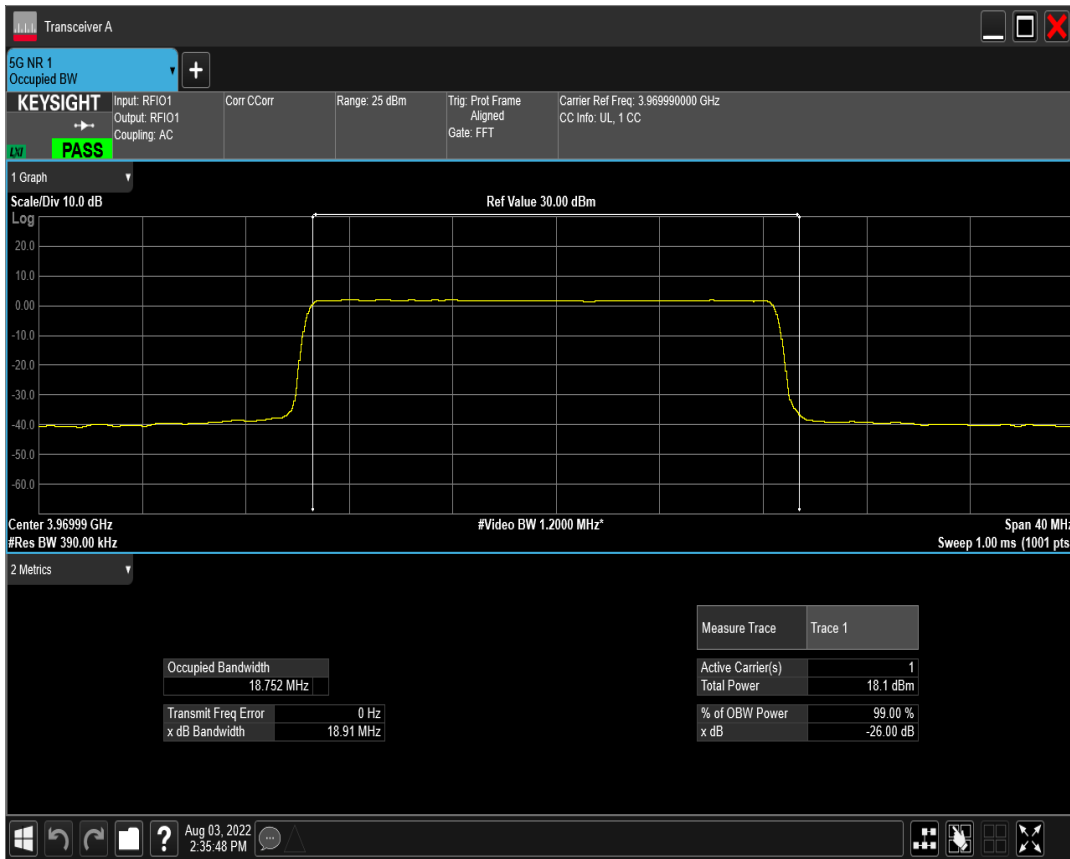 Transceiver A
5G NR 1
Occupied BW
+
KEYSIGHT
LXI
PASS
Input: RFIO1
Output: RFIO1
Coupling: AC
Corr CCorr
Range: 25 dBm
Trig: Prot Frame
Aligned
Gate: FFT
Carrier Ref Freq: 3.969990000 GHz
CC Info: UL, 1 CC
1 Graph
Scale/Div 10.0 dB
Ref Value 30.00 dBm
Log
20.0
10.0
0.00
-10.0
-20.0
-30.0
-40.0
-50.0
-60.0
Center 3.96999 GHz
#Video BW 1.2000 MHz*
Span 40 MHz
#Res BW 390.00 kHz
Sweep 1.00 ms (1001 pts
2 Metrics
Measure Trace Trace 1
Occupied Bandwidth
18.752 MHz
Active Carrier(s) 1
Total Power 18.1 dBm
Transmit Freq Error 0 Hz
x dB Bandwidth 18.91 MHz
% of OBW Power 99.00 %
x dB -26.00 dB
?
Aug 03, 2022
2:35:48 PM